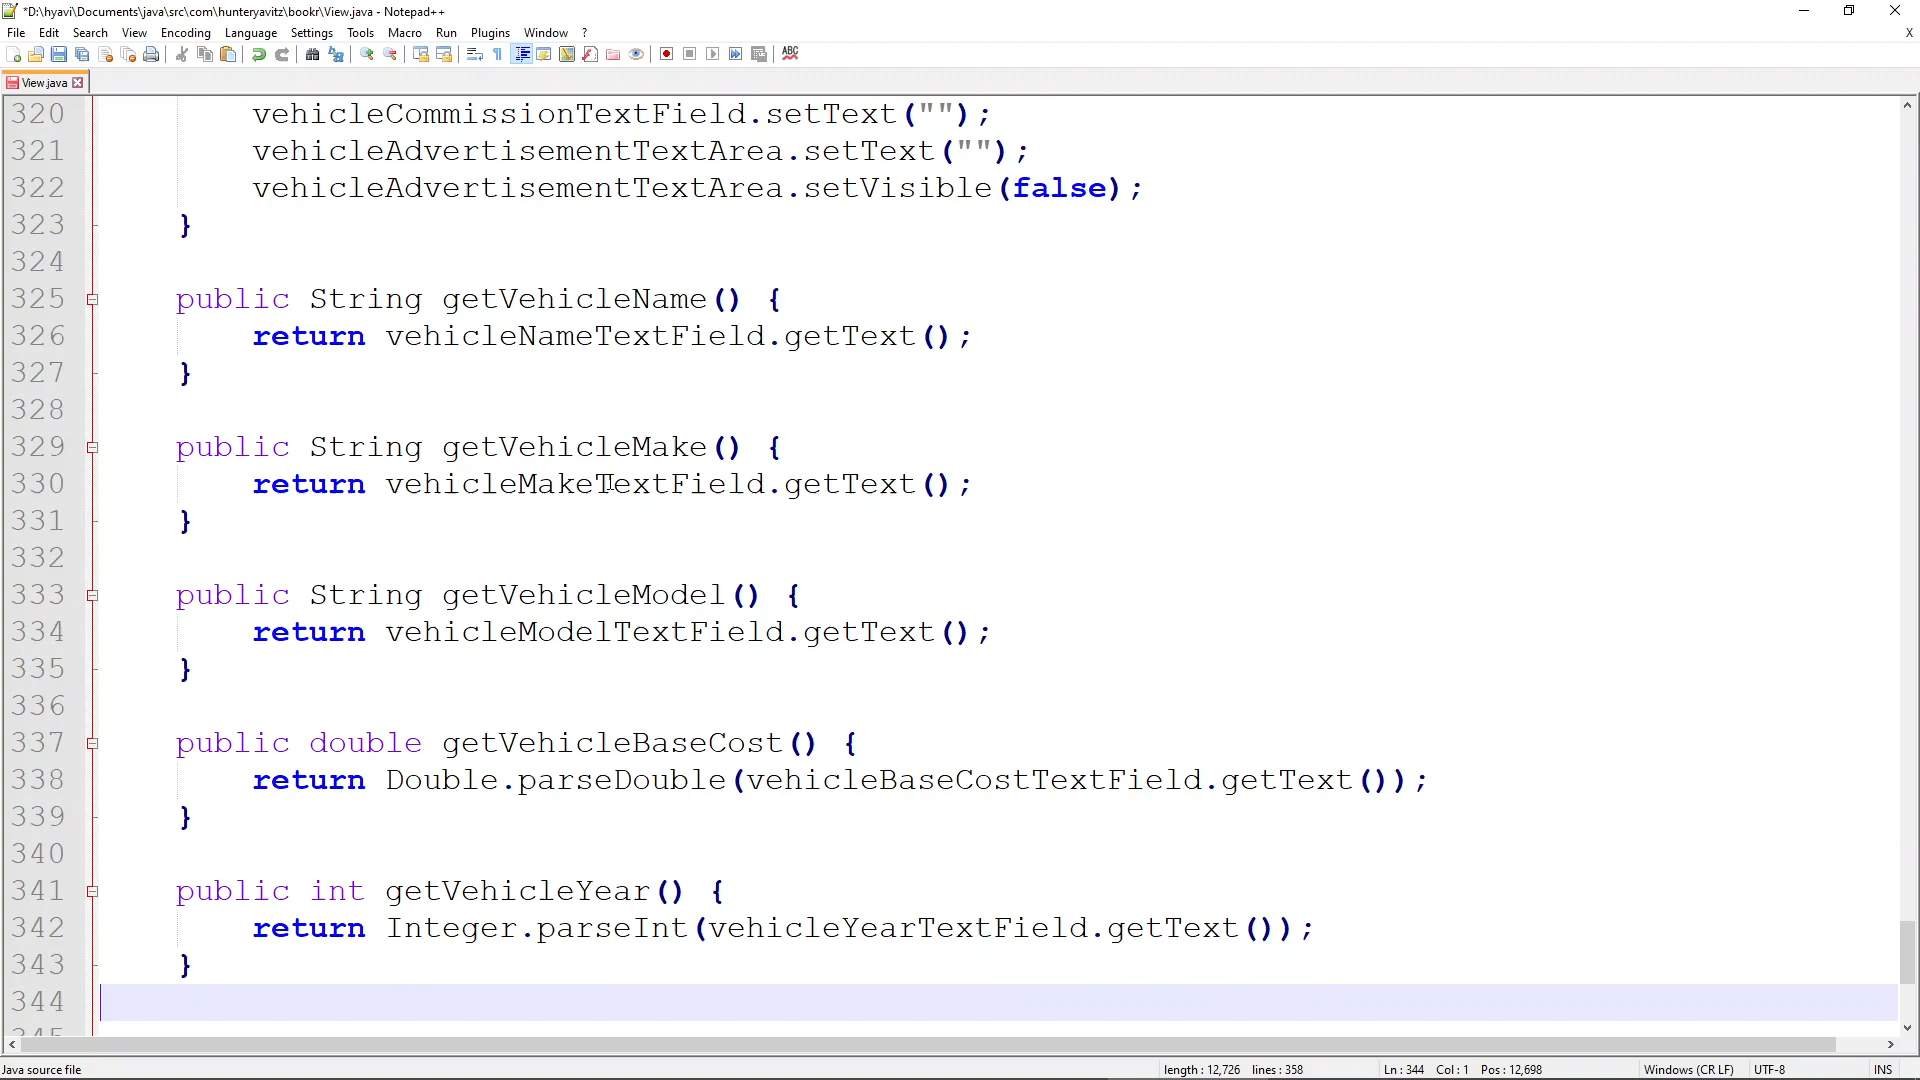 *D:\hyavi\Documents\java\src\com\hunteryavitz\bookr\View.java - Notepad++
File Edit Search View Encoding Language Settings Tools Macro Run Plugins Window ? X
ABC
View.java
320 vehicleCommissionTextField.setText("");
321 vehicleAdvertisementTextArea.setText("");
322 vehicleAdvertisementTextArea.setVisible(false);
323 }
324
325 public String getVehicleName() {
326 return vehicleNameTextField.getText();
327 }
328
329 public String getVehicleMake() {
330 return vehicleMakeTextField.getText();
331 }
332
333 public String getVehicleModel() {
334 return vehicleModelTextField.getText();
335 }
336
337 public double getVehicleBaseCost() {
338 return Double.parseDouble(vehicleBaseCostTextField.getText());
339 }
340
341 public int getVehicleYear() {
342 return Integer.parseInt(vehicleYearTextField.getText());
343 }
344
345
Java source file length : 12,726 lines : 358 Ln : 344 Col : 1 Pos : 12,698 Windows (CR LF) UTF-8 INS